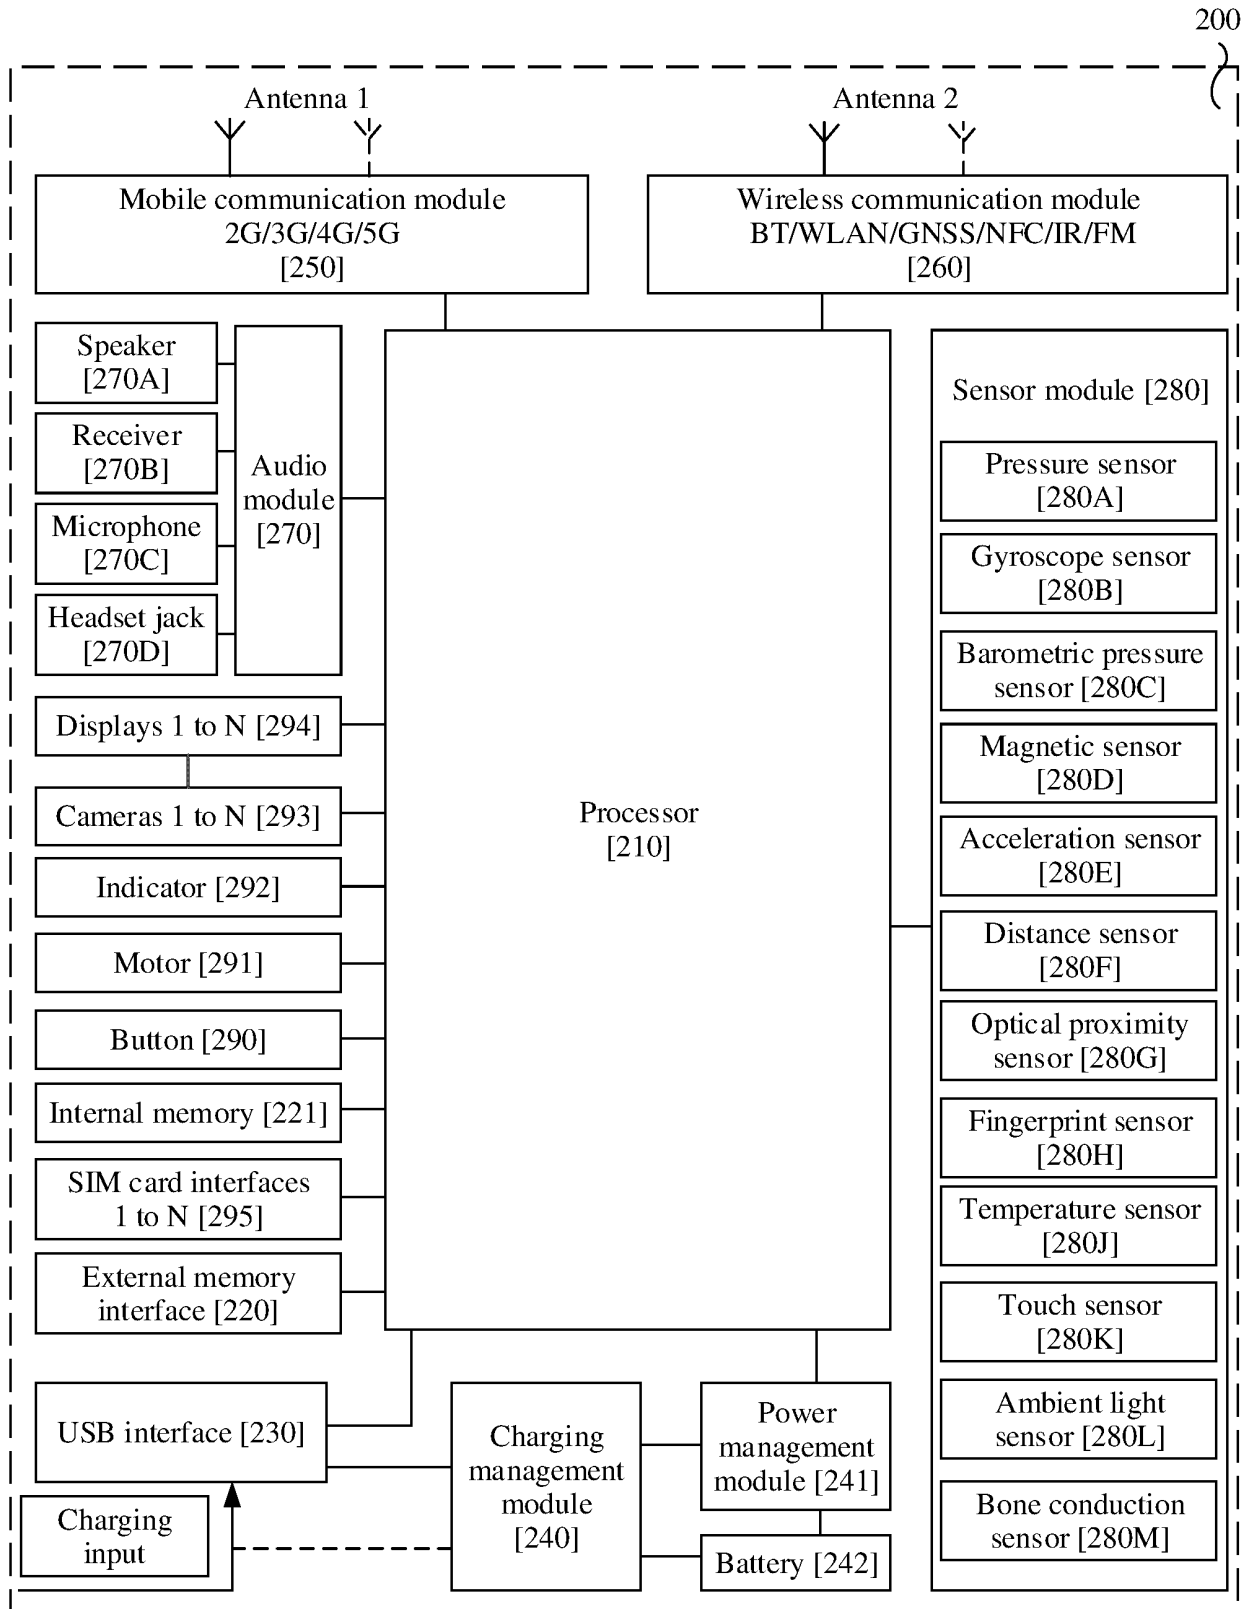 200
Antenna 1
Antenna 2
Mobile communication module
2G/3G/4G/5G
[250]
Wireless communication module
BT/WLAN/GNSS/NFC/IR/FM
[260]
Speaker
[270A]
Receiver
[270B]
Microphone
[270C]
Headset jack
[270D]
Audio
module
[270]
Displays 1 to N [294]
Cameras 1 to N [293]
Indicator [292]
Motor [291]
Button [290]
Internal memory [221]
SIM card interfaces
1 to N [295]
External memory
interface [220]
Processor
[210]
Sensor module [280]
Pressure sensor
[280A]
Gyroscope sensor
[280B]
Barometric pressure
sensor [280C]
Magnetic sensor
[280D]
Acceleration sensor
[280E]
Distance sensor
[280F]
Optical proximity
sensor [280G]
Fingerprint sensor
[280H]
Temperature sensor
[280J]
Touch sensor
[280K]
Ambient light
sensor [280L]
Bone conduction
sensor [280M]
USB interface [230]
Charging
input
Charging
management
module
[240]
Power
management
module [241]
Battery [242]